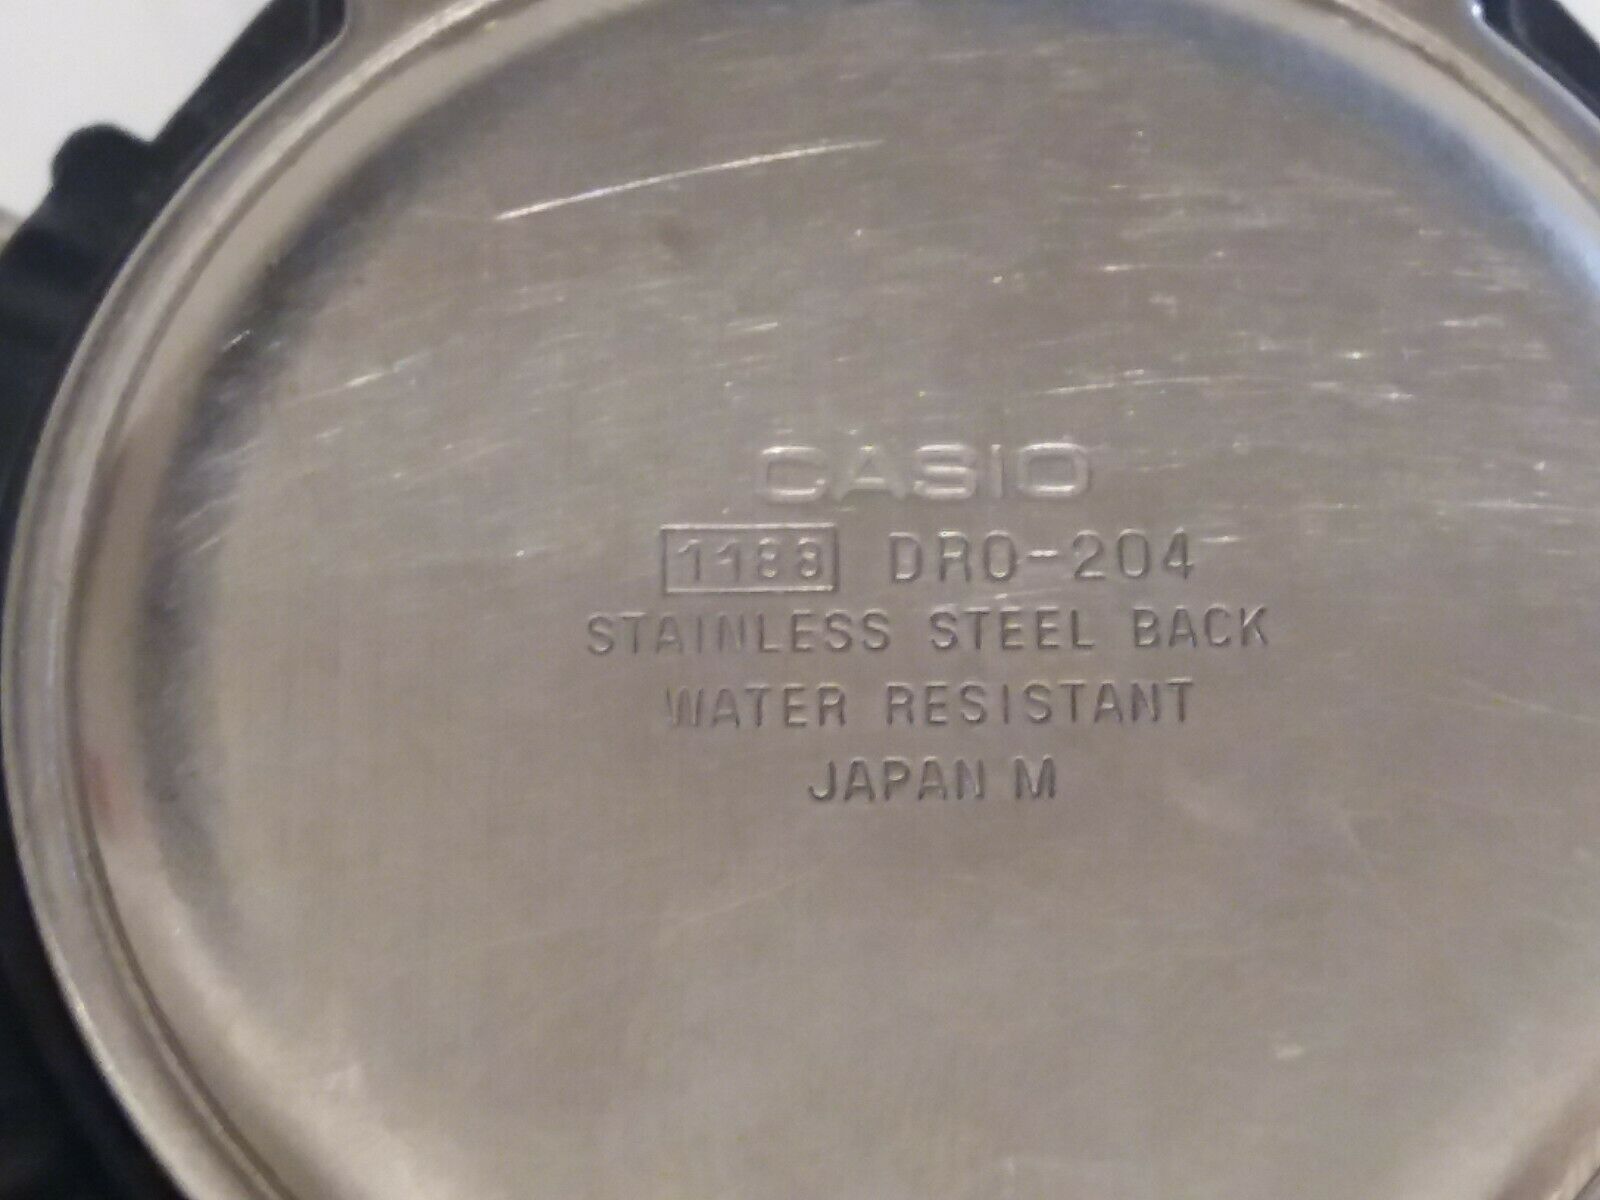 CASIO
1188 DRO-204
STAINLESS STEEL BACK
WATER RESISTANT
JAPAN M